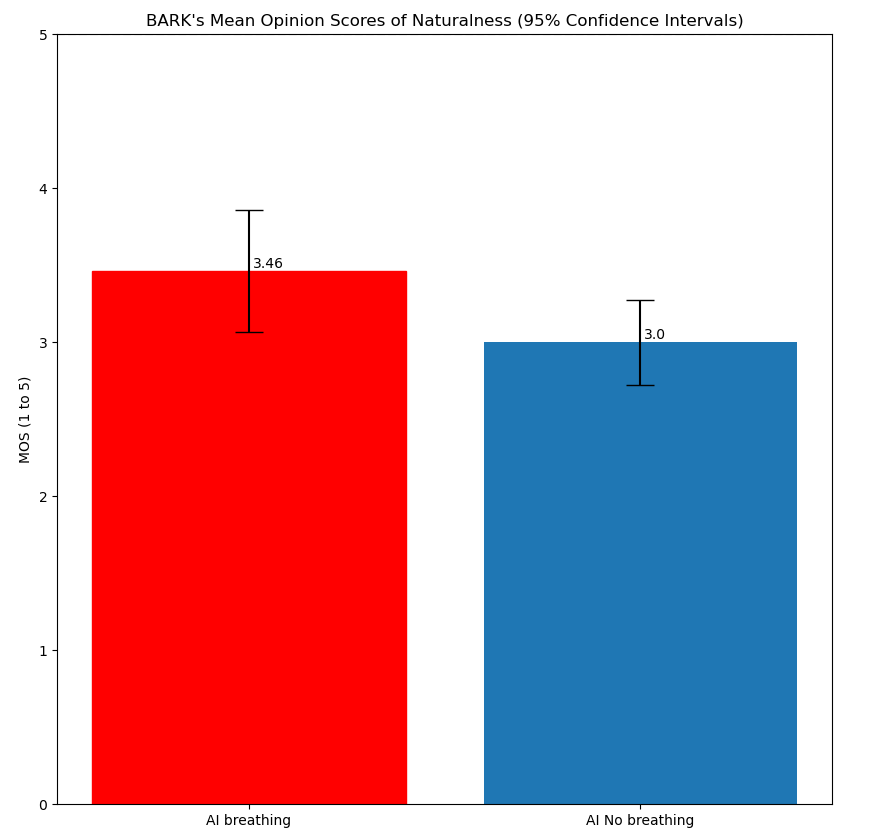 BARK's Mean Opinion Scores of Naturalness (95% Confidence Intervals)
5
4
3
2
1
0
MOS (1 to 5)
3.46
3.0
AI breathing
AI No breathing